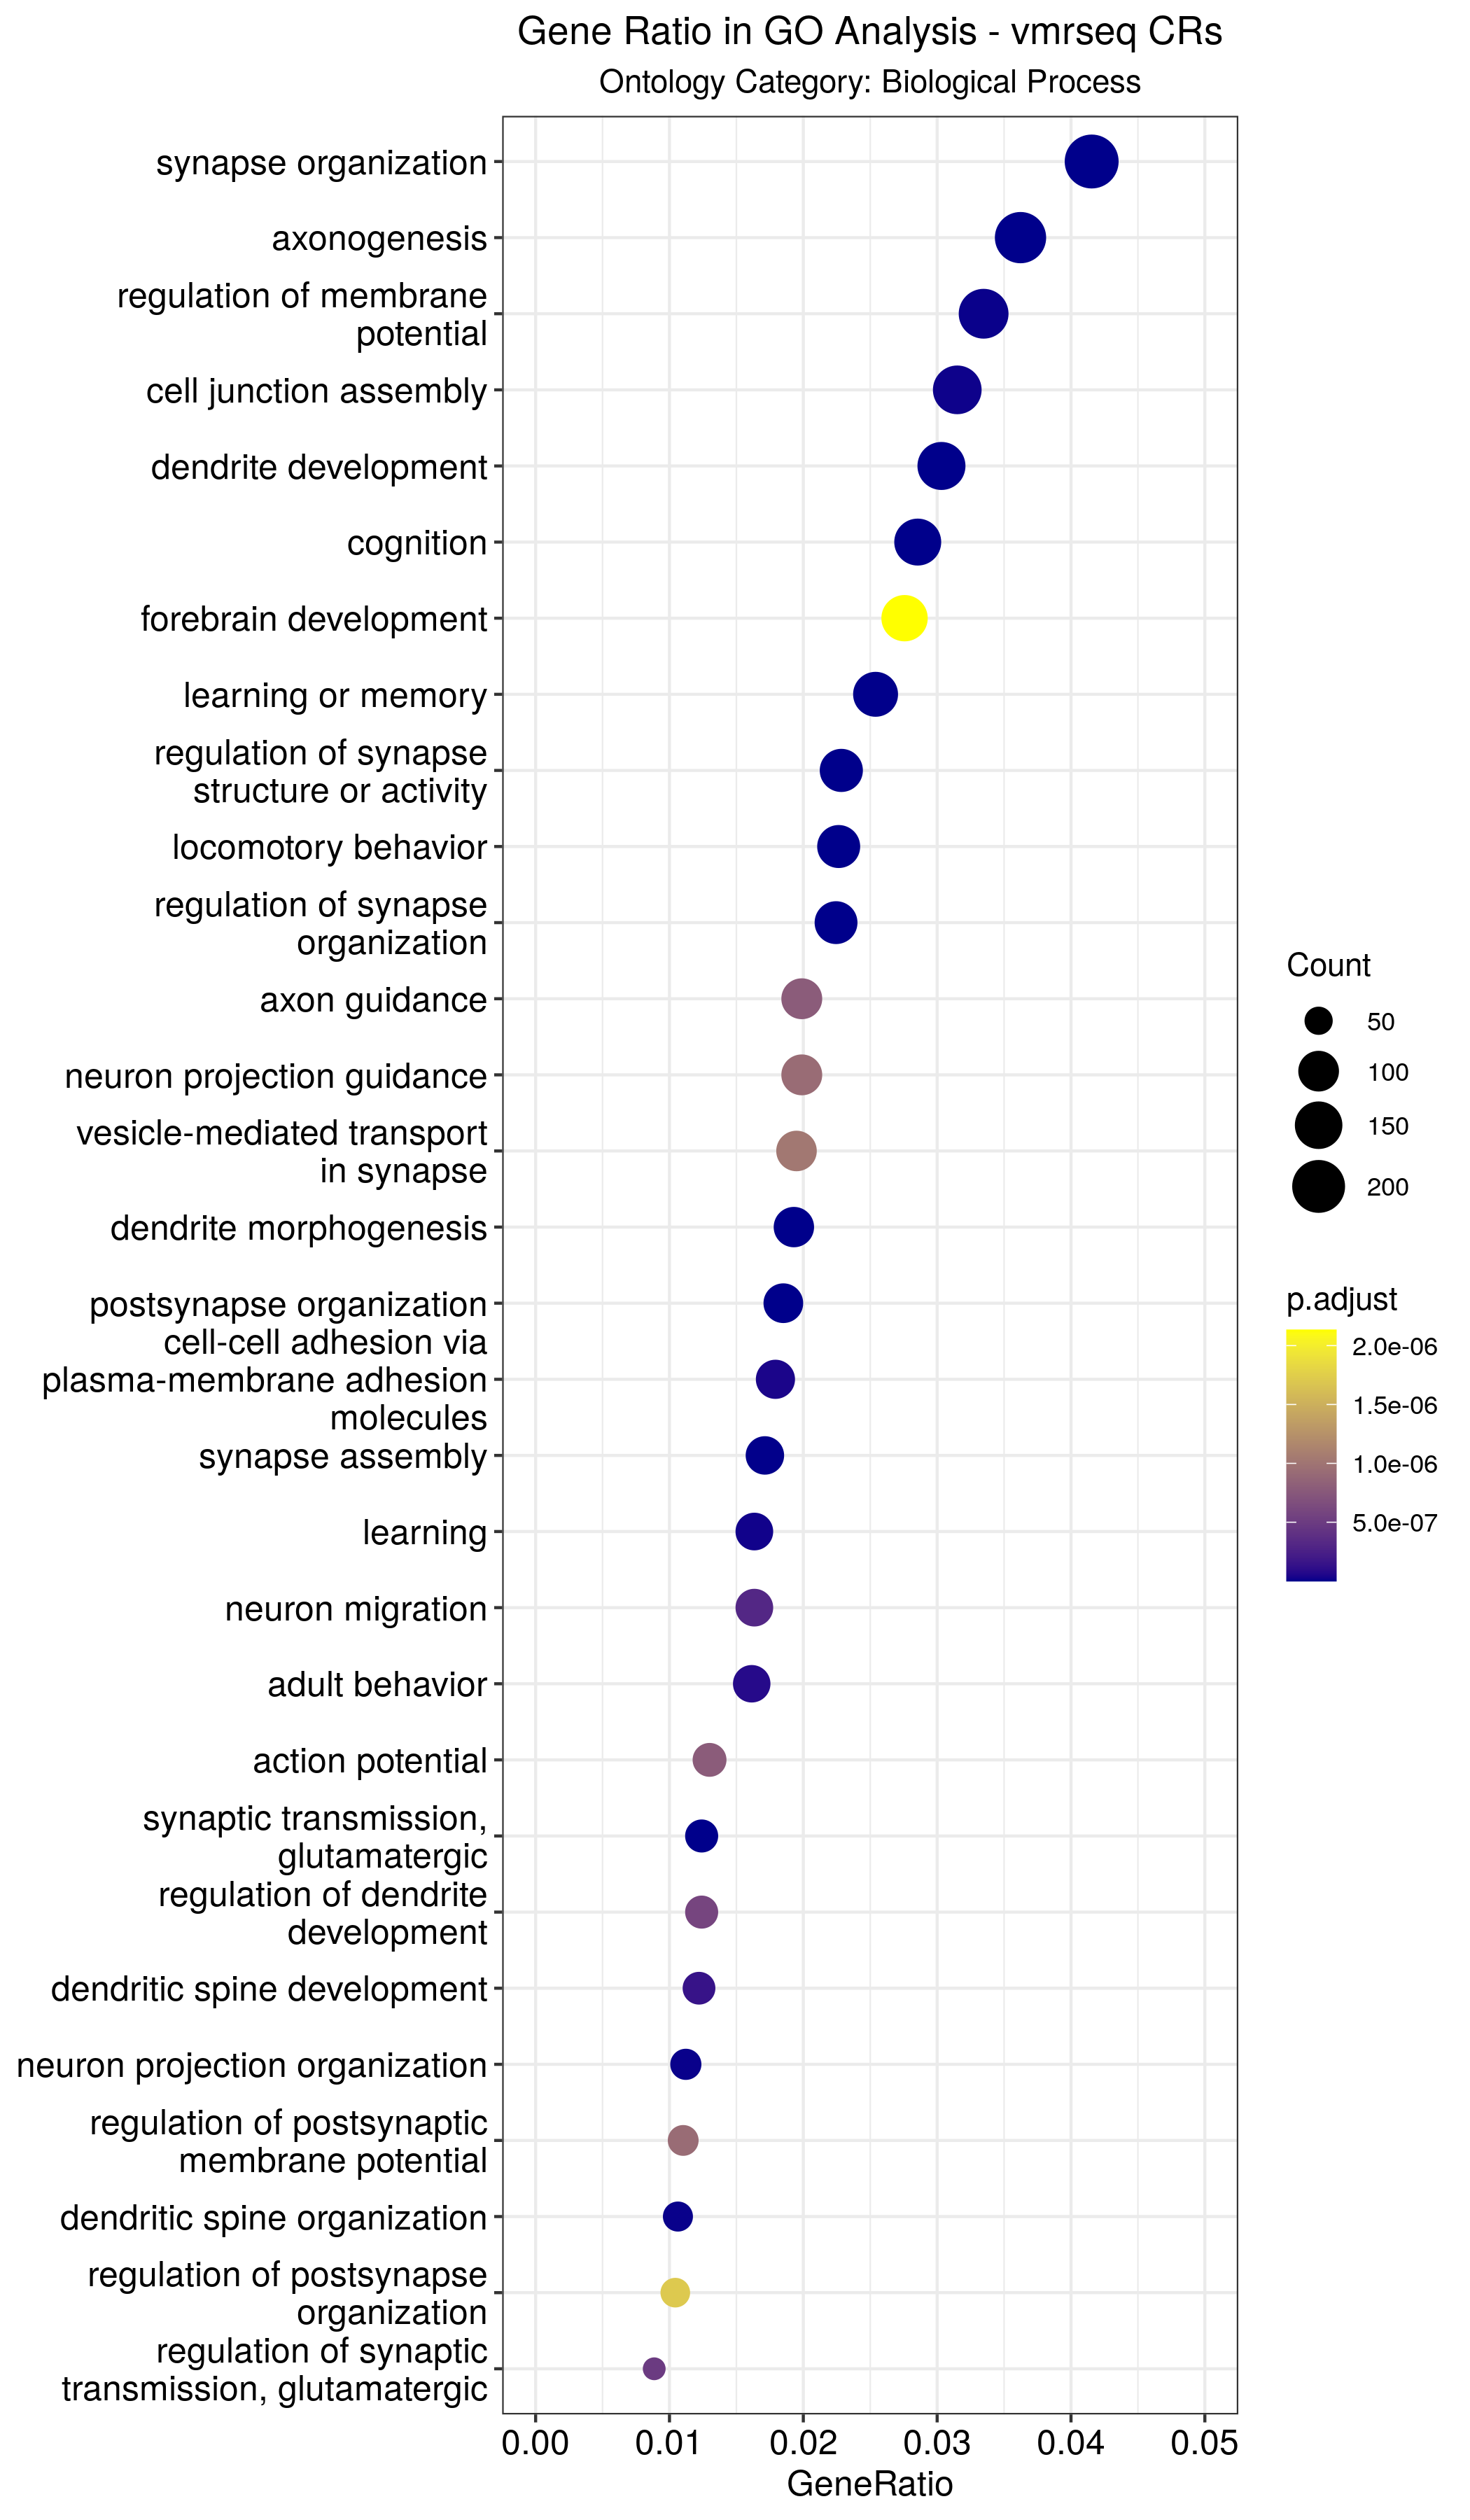 Gene Ratio in GO Analysis - vmrseq CRs
Ontology Category: Biological Process
synapse organization
axonogenesis
regulation of membrane
potential
cell junction assembly
dendrite development
cognition
forebrain development
learning or memory
regulation of synapse
structure or activity
locomotory behavior
regulation of synapse
organization
axon guidance
neuron projection guidance
vesicle-mediated transport
in synapse
dendrite morphogenesis
postsynapse organization
cell-cell adhesion via
plasma-membrane adhesion
molecules
synapse assembly
learning
neuron migration
adult behavior
action potential
synaptic transmission,
glutamatergic
regulation of dendrite
development
dendritic spine development
neuron projection organization
regulation of postsynaptic
membrane potential
dendritic spine organization
regulation of postsynapse
organization
regulation of synaptic
transmission, glutamatergic
0.00 0.01 0.02 0.03 0.04 0.05
GeneRatio
Count
50
100
150
200
p.adjust
2.0e-06
1.5e-06
1.0e-06
5.0e-07